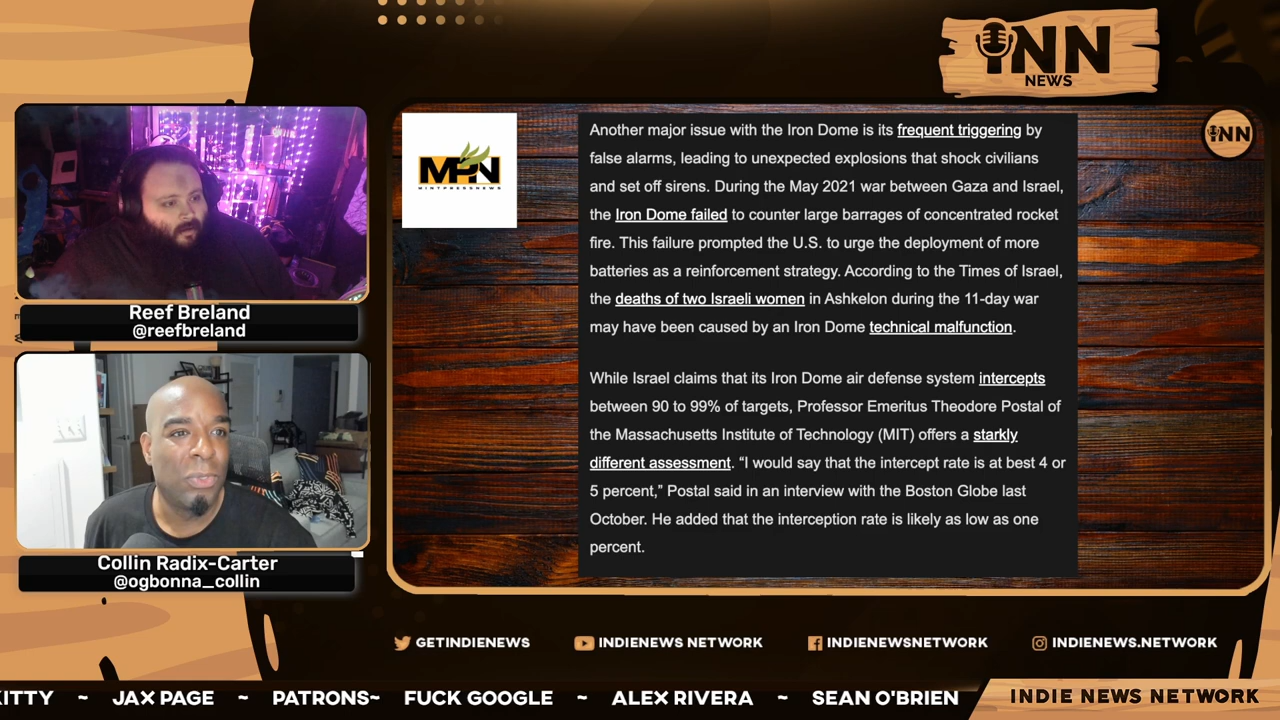 iNN
NEWS
iNN
MPN
MINTPRESSNEWS
Another major issue with the Iron Dome is its frequent triggering by
false alarms, leading to unexpected explosions that shock civilians
and set off sirens. During the May 2021 war between Gaza and Israel,
the Iron Dome failed to counter large barrages of concentrated rocket
fire. This failure prompted the U.S. to urge the deployment of more
batteries as a reinforcement strategy. According to the Times of Israel,
the deaths of two Israeli women in Ashkelon during the 11-day war
may have been caused by an Iron Dome technical malfunction.
While Israel claims that its Iron Dome air defense system intercepts
between 90 to 99% of targets, Professor Emeritus Theodore Postal of
the Massachusetts Institute of Technology (MIT) offers a starkly
different assessment. “I would say that the intercept rate is at best 4 or
5 percent,” Postal said in an interview with the Boston Globe last
October. He added that the interception rate is likely as low as one
percent.
Reef Breland
@reefbreland
Collin Radix-Carter
@ogbonna_collin
GETINDIENEWS
INDIENEWS NETWORK
INDIENEWSNETWORK
INDIENEWS.NETWORK
KITTY ~ JAX PAGE ~ PATRONS~ FUCK GOOGLE ~ ALEX RIVERA ~ SEAN O'BRIEN
INDIE NEWS NETWORK